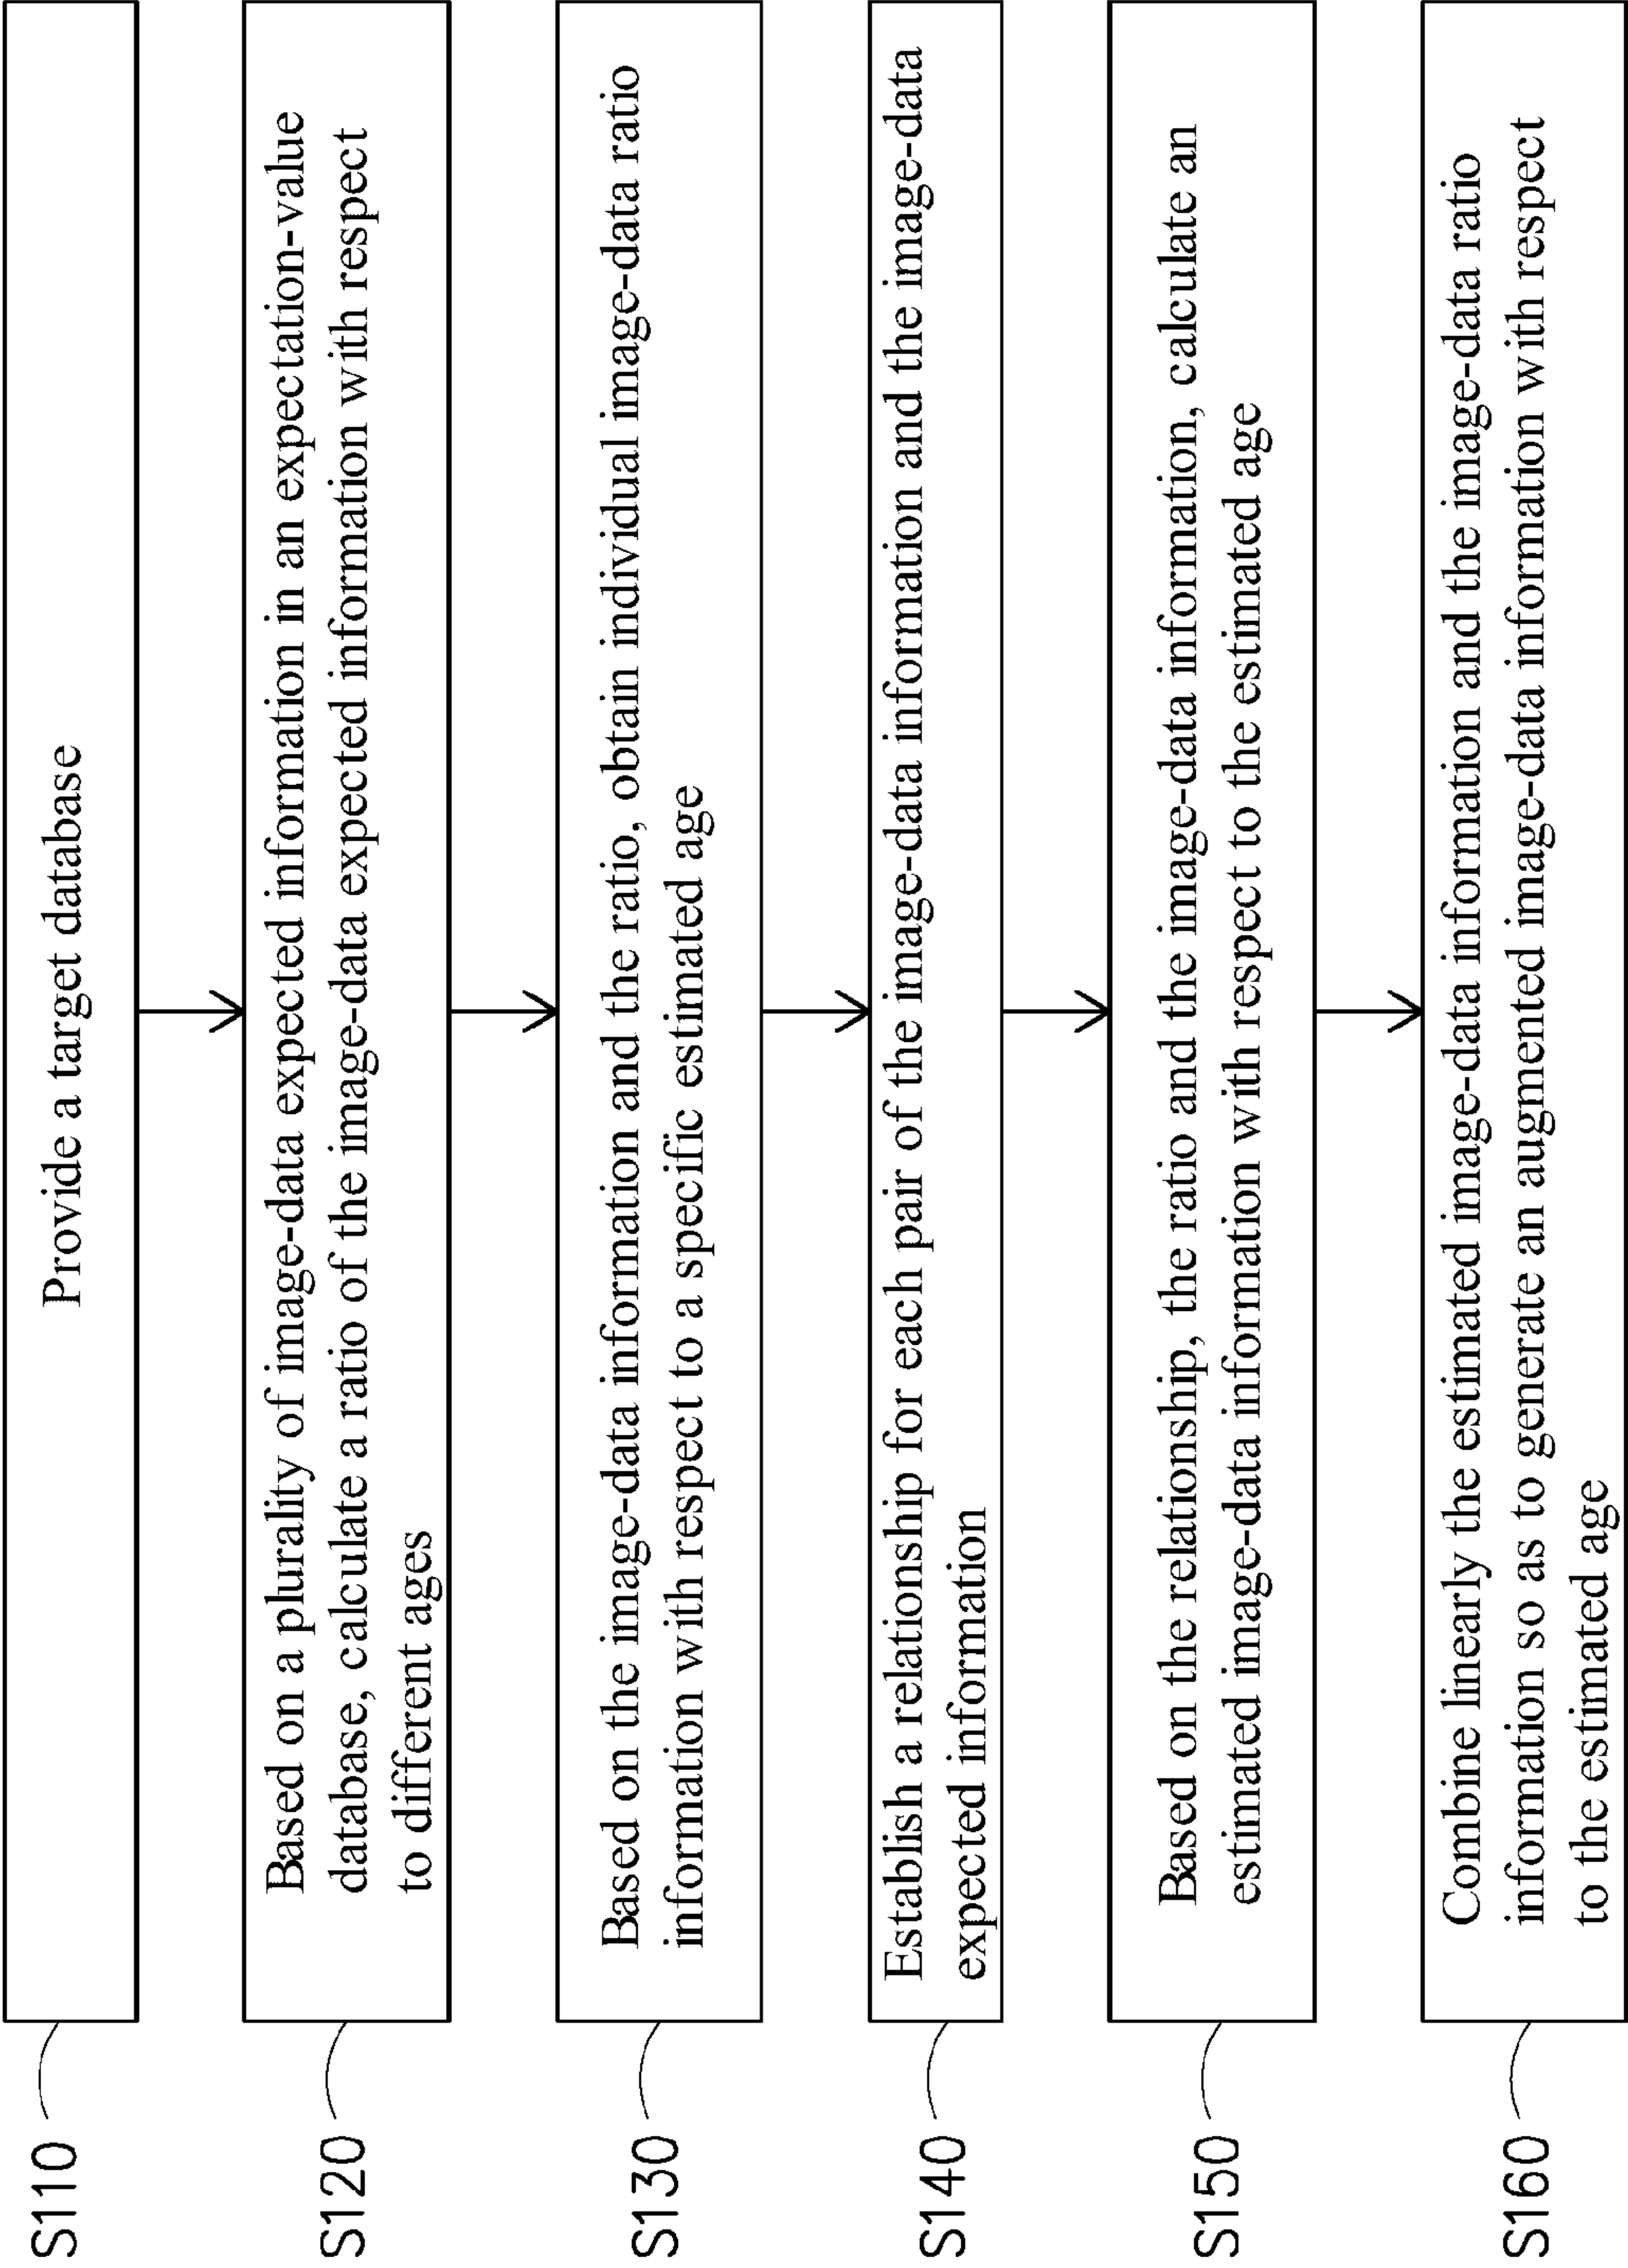 S110
Provide a target database
S120
Based on a plurality of image-data expected information in an expectation-value
database, calculate a ratio of the image-data expected information with respect
to different ages
S130
Based on the image-data information and the ratio, obtain individual image-data ratio
information with respect to a specific estimated age
S140
Establish a relationship for each pair of the image-data information and the image-data
expected information
S150
Based on the relationship, the ratio and the image-data information, calculate an
estimated image-data information with respect to the estimated age
S160
Combine linearly the estimated image-data information and the image-data ratio
information so as to generate an augmented image-data information with respect
to the estimated age